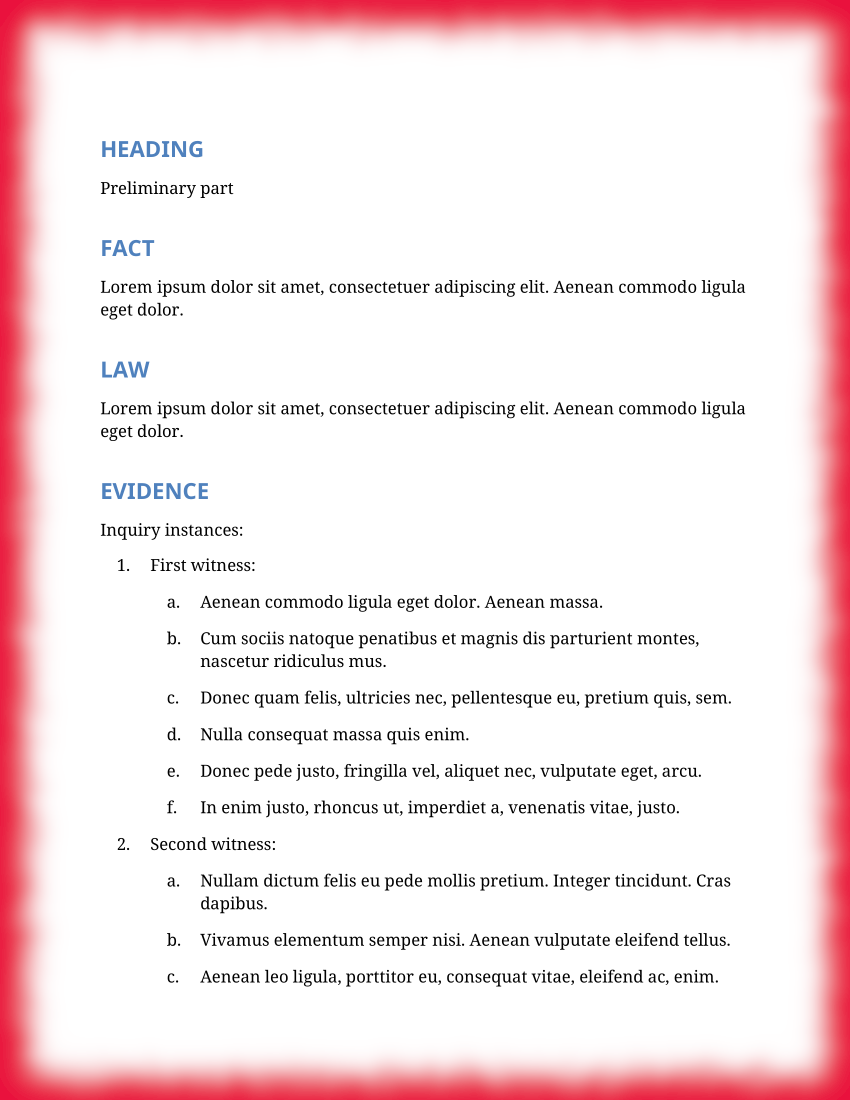 HEADING
Preliminary part
FACT
Lorem ipsum dolor sit amet, consectetuer adipiscing elit. Aenean commodo ligula
eget dolor.
LAW
Lorem ipsum dolor sit amet, consectetuer adipiscing elit. Aenean commodo ligula
eget dolor.
EVIDENCE
Inquiry instances:
1. First witness:
a. Aenean commodo ligula eget dolor. Aenean massa.
b. Cum sociis natoque penatibus et magnis dis parturient montes,
nascetur ridiculus mus.
c. Donec quam felis, ultricies nec, pellentesque eu, pretium quis, sem.
d. Nulla consequat massa quis enim.
e. Donec pede justo, fringilla vel, aliquet nec, vulputate eget, arcu.
f. In enim justo, rhoncus ut, imperdiet a, venenatis vitae, justo.
2. Second witness:
a. Nullam dictum felis eu pede mollis pretium. Integer tincidunt. Cras
dapibus.
b. Vivamus elementum semper nisi. Aenean vulputate eleifend tellus.
c. Aenean leo ligula, porttitor eu, consequat vitae, eleifend ac, enim.